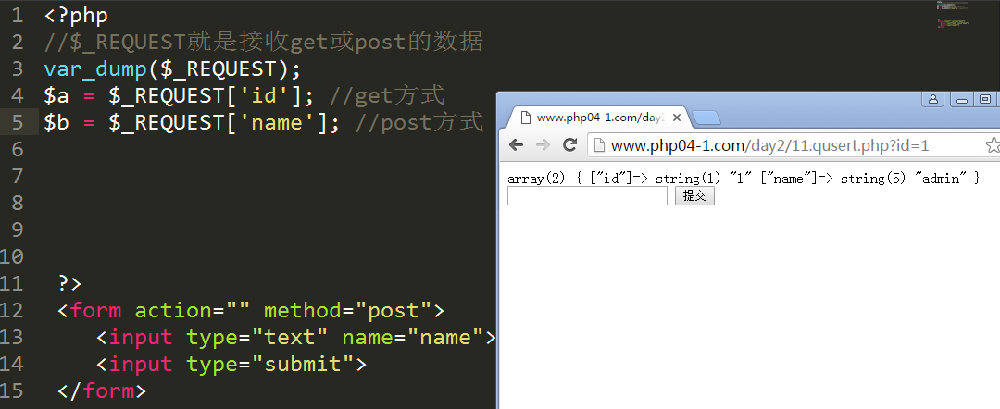 1 <?php
2 //$_REQUEST就是接收get或post的数据
3 var_dump($_REQUEST);
4 $a = $_REQUEST['id']; //get方式
5 $b = $_REQUEST['name']; //post方式
6
7
8
9
10
11 ?>
12 <form action="" method="post">
13 <input type="text" name="name">
14 <input type="submit">
15 </form>
www.php04-1.com/day2
www.php04-1.com/day2/11.qusert.php?id=1
array(2) { ["id"]=> string(1) "1" ["name"]=> string(5) "admin" }
提交